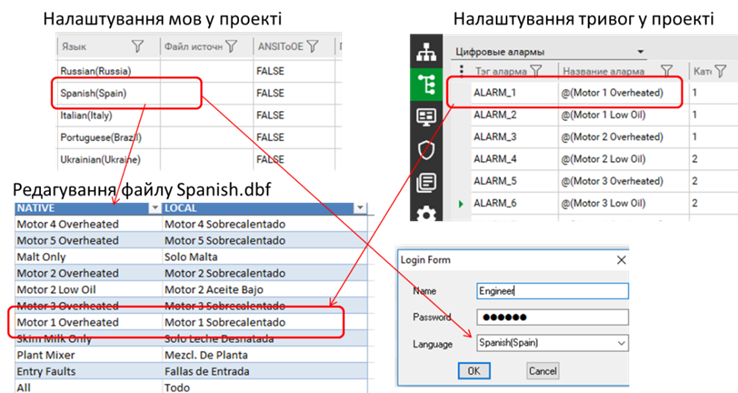 Налаштування мов у проекті
Язык Файл источн ANSIToOE
Russian(Russia) FALSE
Spanish(Spain) FALSE
Italian(Italy) FALSE
Portuguese(Brazil) FALSE
Ukrainian(Ukraine) FALSE
Налаштування тривог у проекті
Цифровые алармы
Тэг аларма Название аларма Кате
ALARM_1 @(Motor 1 Overheated) 1
ALARM_2 @(Motor 1 Low Oil) 1
ALARM_3 @(Motor 2 Overheated) 1
ALARM_4 @(Motor 2 Low Oil) 2
ALARM_5 @(Motor 3 Overheated) 2
ALARM_6 @(Motor 3 Low Oil) 2
Редагування файлу Spanish.dbf
NATIVE LOCAL
Motor 4 Overheated Motor 4 Sobrecalentado
Motor 5 Overheated Motor 5 Sobrecalentado
Malt Only Solo Malta
Motor 2 Overheated Motor 2 Sobrecalentado
Motor 2 Low Oil Motor 2 Aceite Bajo
Motor 3 Overheated Motor 3 Sobrecalentado
Motor 1 Overheated Motor 1 Sobrecalentado
Skim Milk Only Solo Leche Desnatada
Plant Mixer Mezcl. De Planta
Entry Faults Fallas de Entrada
All Todo
Login Form
Name Engineer
Password
Language Spanish(Spain)
OK Cancel